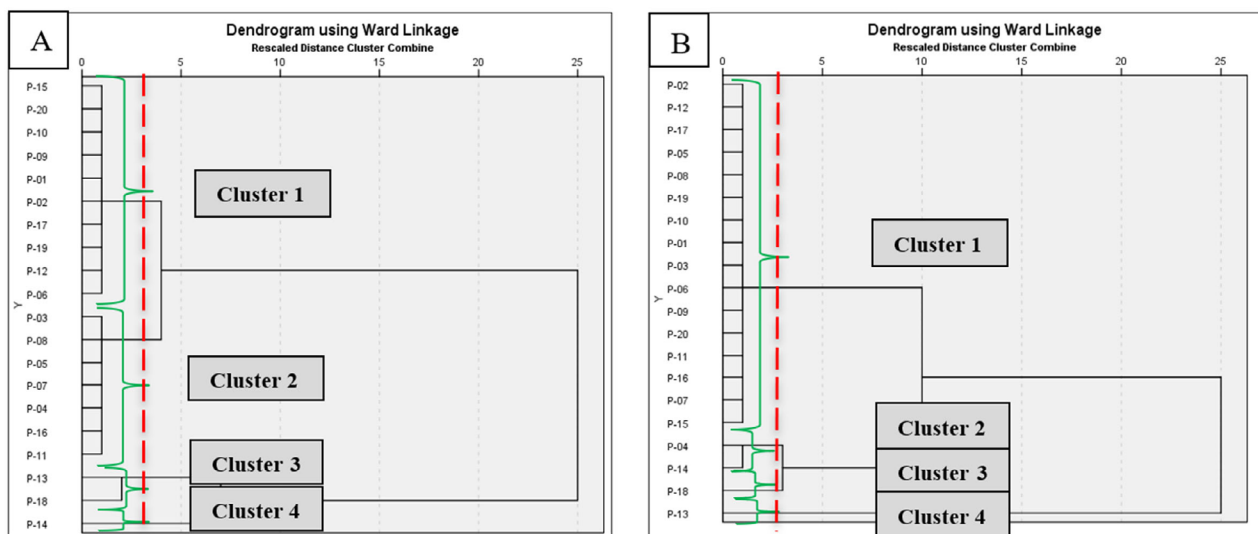 A
Dendrogram using Ward Linkage
Rescaled Distance Cluster Combine
0 5 10 15 20 25
P-15
P-20
P-10
P-09
P-01
P-02
P-17
P-19
P-12
P-06
P-03
P-08
P-05
P-07
P-04
P-16
P-11
P-13
P-18
P-14
Y
Cluster 1
Cluster 2
Cluster 3
Cluster 4
B
Dendrogram using Ward Linkage
Rescaled Distance Cluster Combine
0 5 10 15 20 25
P-02
P-12
P-17
P-05
P-08
P-19
P-10
P-01
P-03
P-06
P-09
P-20
P-11
P-16
P-07
P-15
P-04
P-14
P-18
P-13
Y
Cluster 1
Cluster 2
Cluster 3
Cluster 4